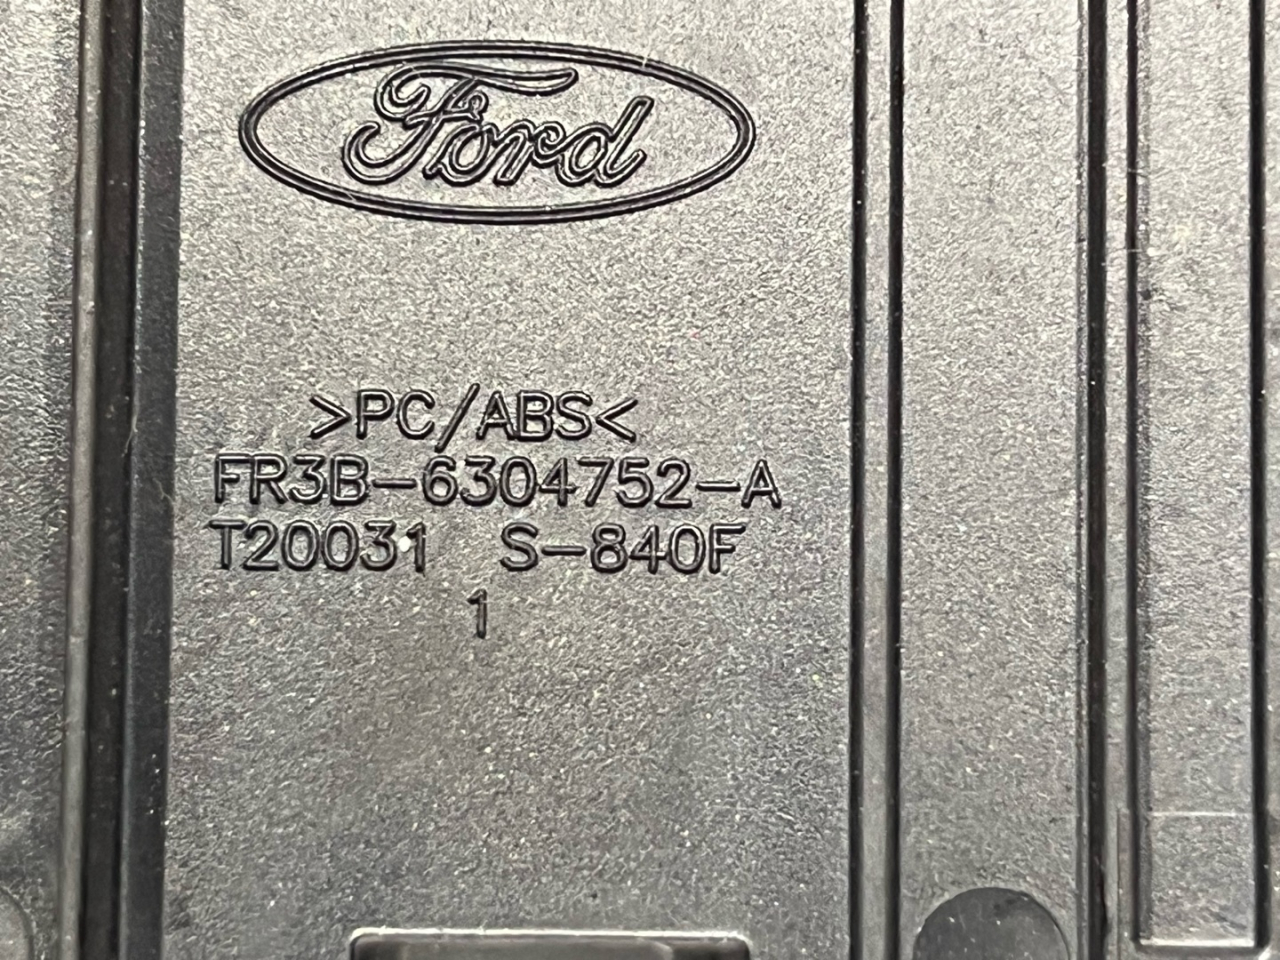 Ford
>PC/ABS<
FR3B-6304752-A
T20031 S-840F
1